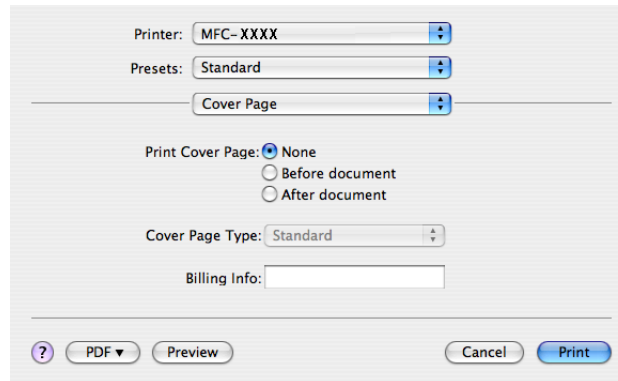 Printer: MFC-XXXX
Presets: Standard
Cover Page
Print Cover Page: None
Before document
After document
Cover Page Type: Standard
Billing Info:
? PDF▼ Preview Cancel Print